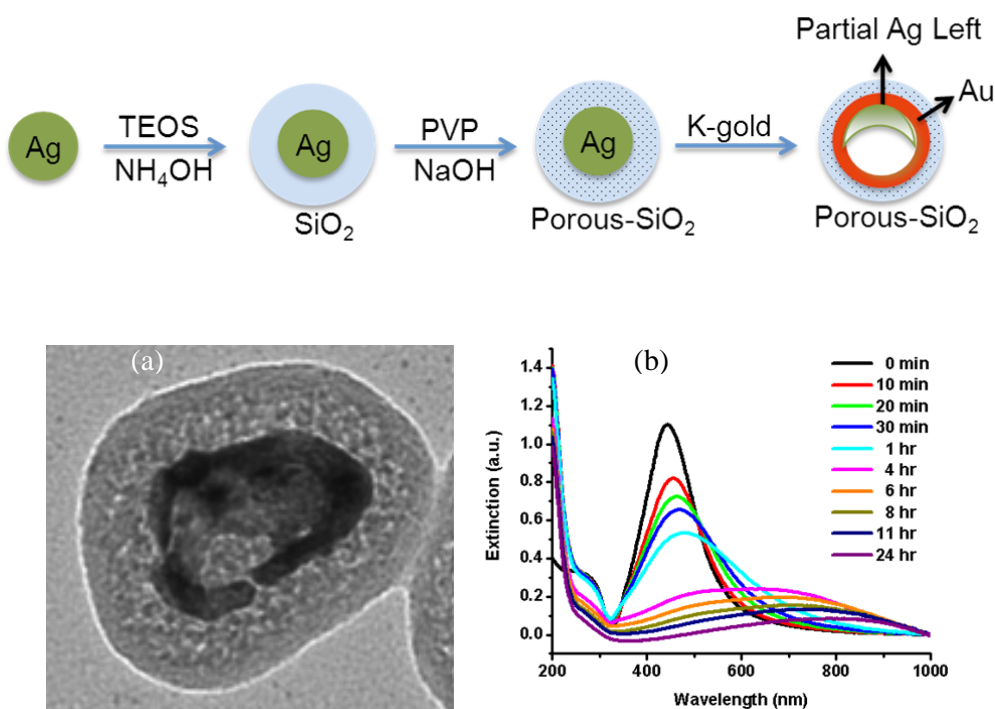 Partial Ag Left
Au
Ag
TEOS
NH₄OH
Ag
SiO₂
PVP
NaOH
Ag
Porous-SiO₂
K-gold
Porous-SiO₂
(a)
(b)
0 min
10 min
20 min
30 min
1 hr
4 hr
6 hr
8 hr
11 hr
24 hr
Extinction (a.u.)
1.4
1.2
1.0
0.8
0.6
0.4
0.2
0.0
200 400 600 800 1000
Wavelength (nm)